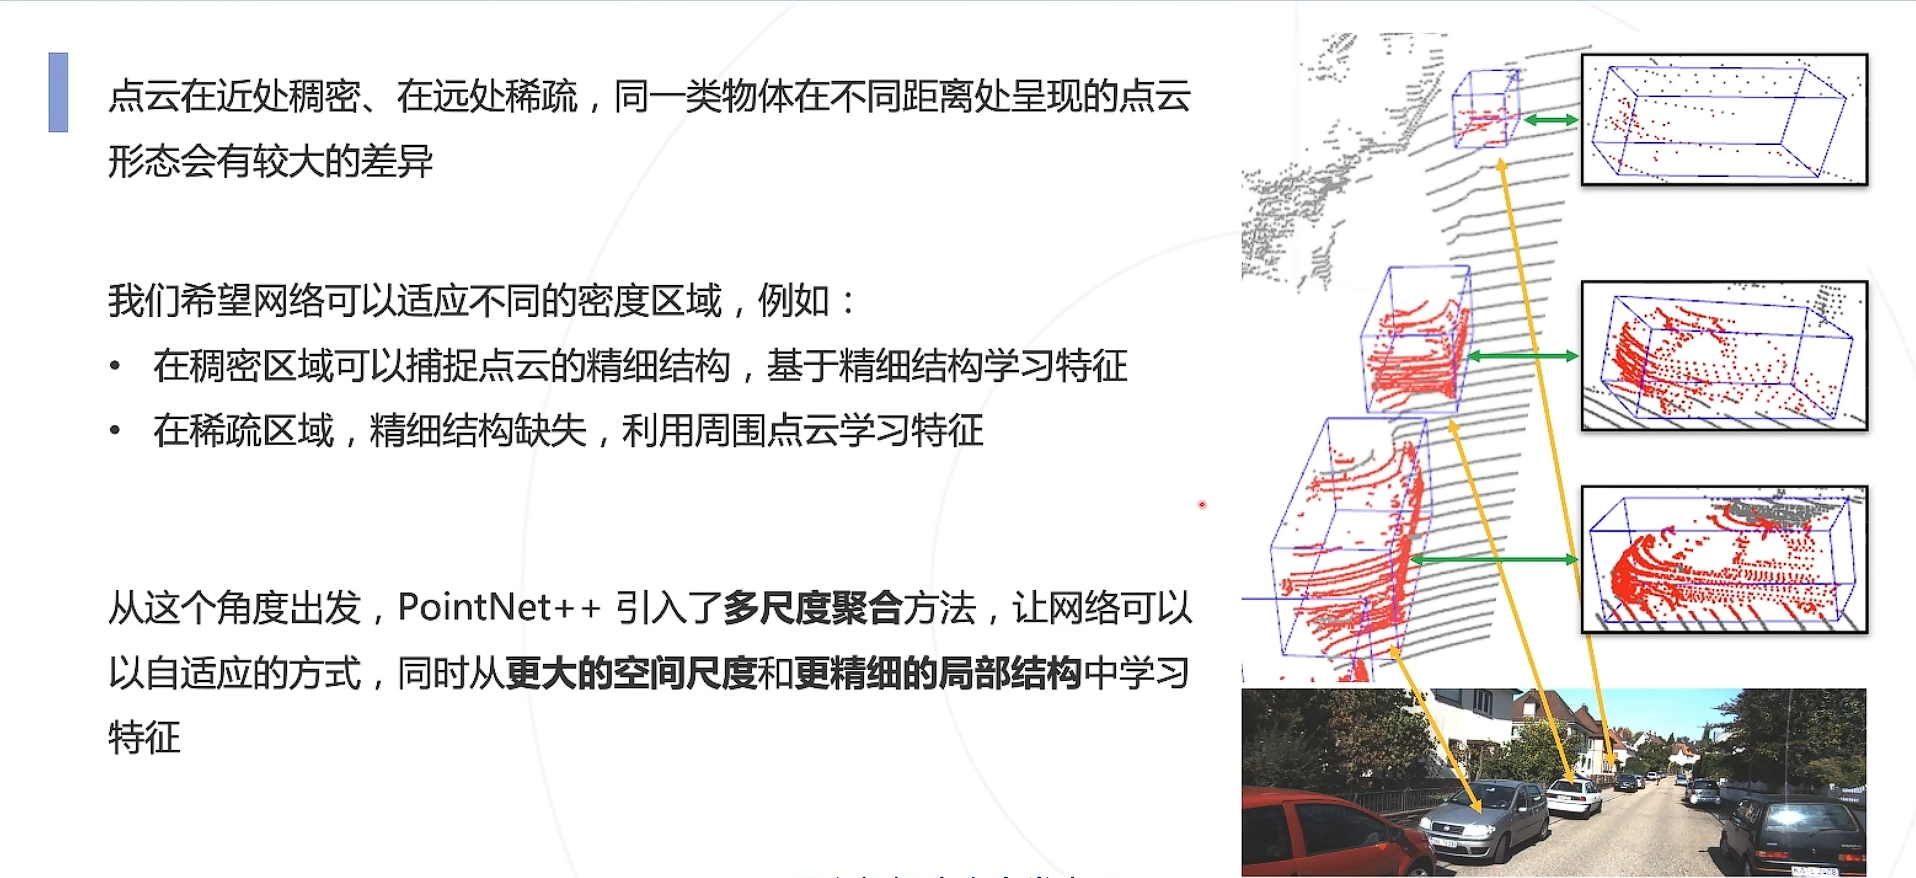 点云在近处稠密、在远处稀疏，同一类物体在不同距离处呈现的点云
形态会有较大的差异
我们希望网络可以适应不同的密度区域，例如：
• 在稠密区域可以捕捉点云的精细结构，基于精细结构学习特征
• 在稀疏区域，精细结构缺失，利用周围点云学习特征
从这个角度出发，PointNet++ 引入了多尺度聚合方法，让网络可以
以自适应的方式，同时从更大的空间尺度和更精细的局部结构中学习
特征